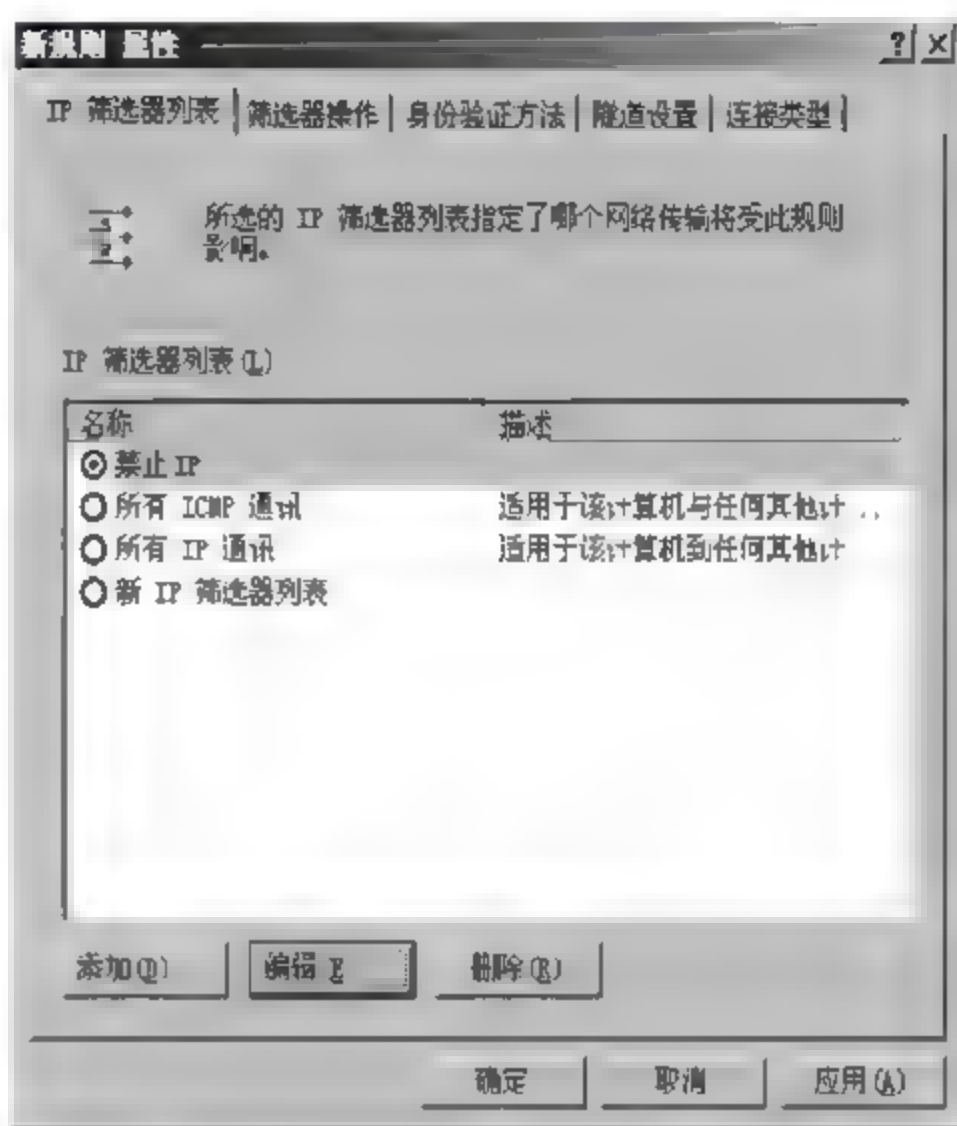 新规则 属性
? ×
IP 筛选器列表 筛选器操作 身份验证方法 隧道设置 连接类型
所选的 IP 筛选器列表指定了哪个网络传输将受此规则
影响。
IP 筛选器列表(L)
名称 描述
禁止 IP
所有 ICMP 通讯 适用于该计算机与任何其他计 ..
所有 IP 通讯 适用于该计算机到任何其他计
新 IP 筛选器列表
添加(D) 编辑 E 删除(R)
确定 取消 应用(A)